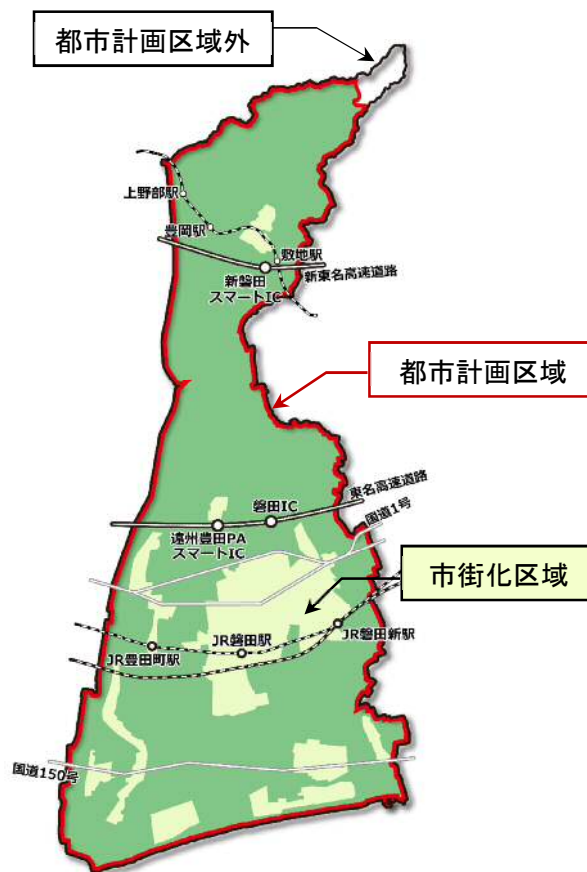 都市計画区域外
上野部駅
豊岡駅
敷地駅
新磐田
スマートIC
新東名高速道路
都市計画区域
東名高速道路
磐田IC
国道1号
遠州豊田PA
スマートIC
市街化区域
JR磐田駅
JR磐田新駅
JR豊田町駅
国道150号